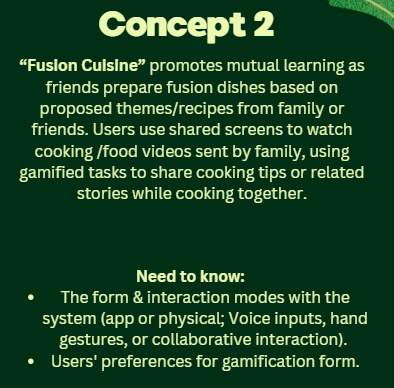 Concept 2
“Fusion Cuisine” promotes mutual learning as
friends prepare fusion dishes based on
proposed themes/recipes from family or
friends. Users use shared screens to watch
cooking /food videos sent by family, using
gamified tasks to share cooking tips or related
stories while cooking together.
Need to know:
• The form & interaction modes with the
system (app or physical; Voice inputs, hand
gestures, or collaborative interaction).
• Users' preferences for gamification form.